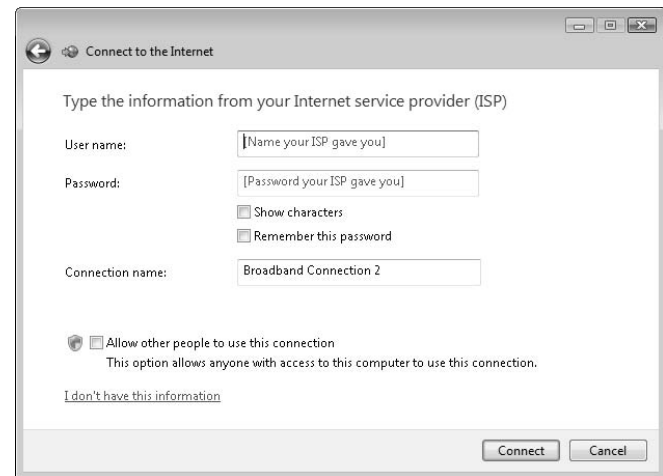 Connect to the Internet
Type the information from your Internet service provider (ISP)
User name: [Name your ISP gave you]
Password: [Password your ISP gave you]
Show characters
Remember this password
Connection name: Broadband Connection 2
Allow other people to use this connection
This option allows anyone with access to this computer to use this connection.
I don't have this information
Connect Cancel